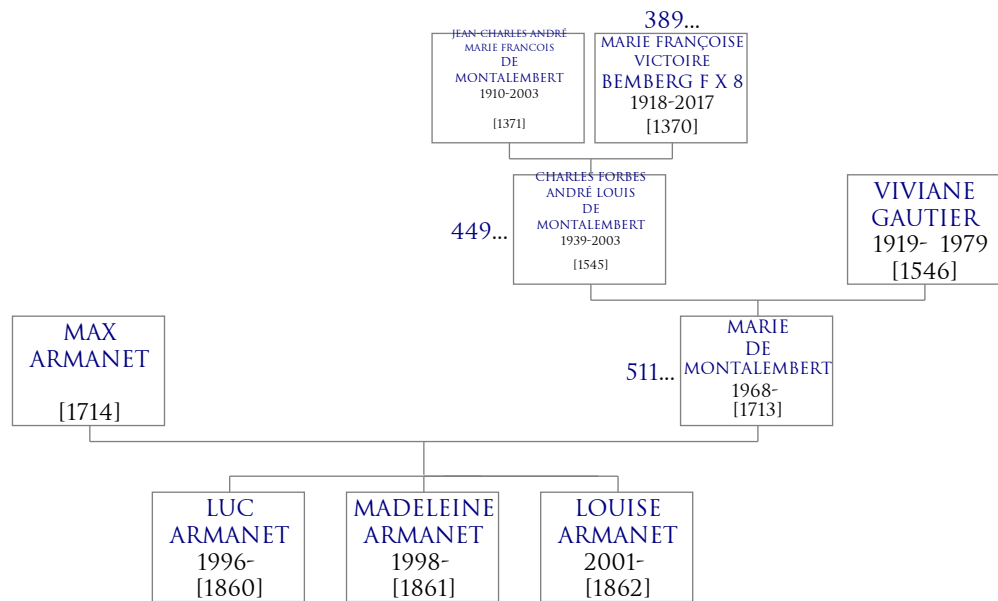 389...
JEAN-CHARLES ANDRÉ
MARIE FRANCOIS
DE
MONTALEMBERT
1910-2003
[1371]
MARIE FRANÇOISE
VICTOIRE
BEMBERG F X 8
1918-2017
[1370]
449...
CHARLES FORBES
ANDRÉ LOUIS
DE
MONTALEMBERT
1939-2003
[1545]
VIVIANE
GAUTIER
1919- 1979
[1546]
MAX
ARMANET
[1714]
511...
MARIE
DE
MONTALEMBERT
1968-
[1713]
LUC
ARMANET
1996-
[1860]
MADELEINE
ARMANET
1998-
[1861]
LOUISE
ARMANET
2001-
[1862]